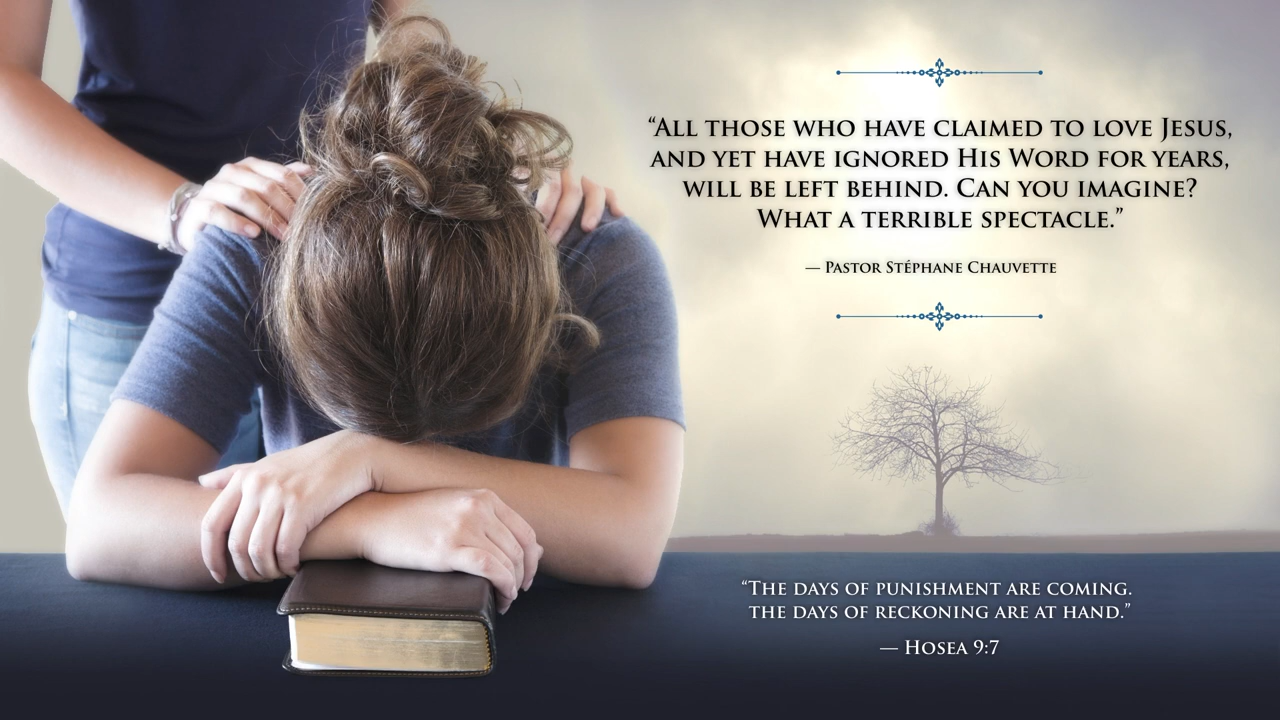 “All those who have claimed to love Jesus,
and yet have ignored His Word for years,
will be left behind. Can you imagine?
What a terrible spectacle.”
— Pastor Stéphane Chauvette
“The days of punishment are coming.
the days of reckoning are at hand.”
— Hosea 9:7